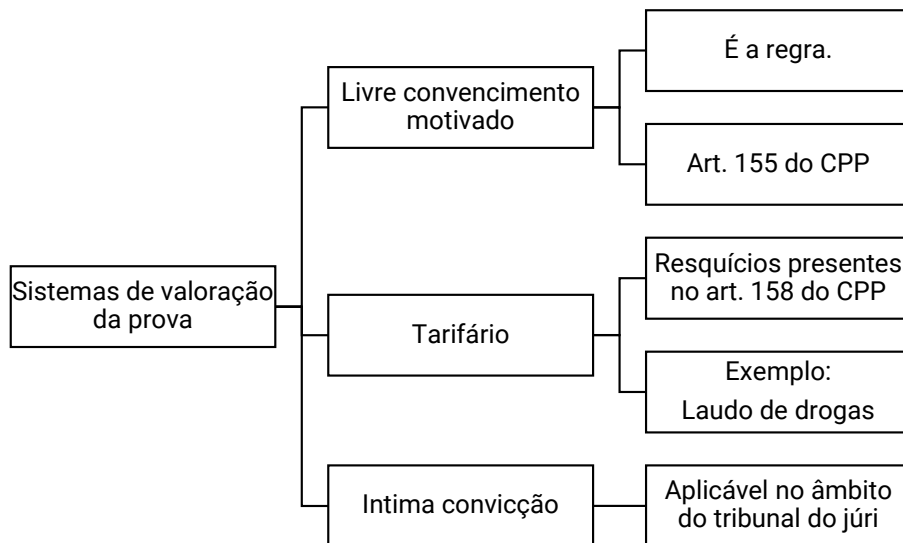 Sistemas de valoração
da prova
Livre convencimento
motivado
É a regra.
Art. 155 do CPP
Tarifário
Resquícios presentes
no art. 158 do CPP
Exemplo:
Laudo de drogas
Intima convicção
Aplicável no âmbito
do tribunal do júri